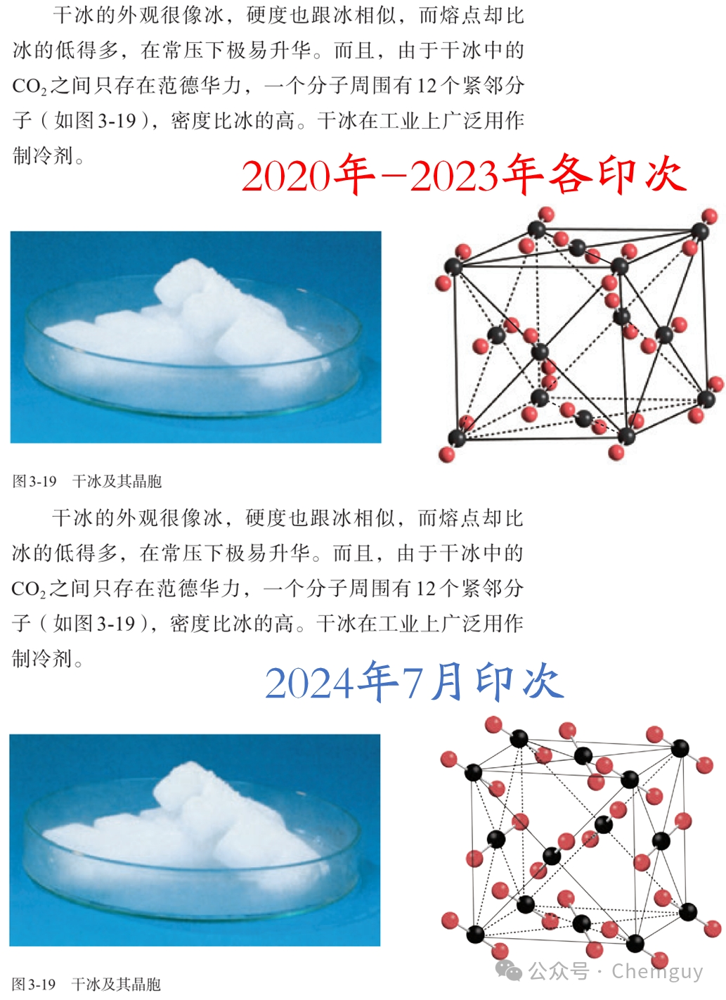 干冰的外观很像冰，硬度也跟冰相似，而熔点却比
冰的低得多，在常压下极易升华。而且，由于干冰中的
CO₂之间只存在范德华力，一个分子周围有12个紧邻分
子（如图3-19），密度比冰的高。干冰在工业上广泛用作
制冷剂。
2020年-2023年各印次
图3-19 干冰及其晶胞
干冰的外观很像冰，硬度也跟冰相似，而熔点却比
冰的低得多，在常压下极易升华。而且，由于干冰中的
CO₂之间只存在范德华力，一个分子周围有12个紧邻分
子（如图3-19），密度比冰的高。干冰在工业上广泛用作
制冷剂。
2024年7月印次
公众号·Chemguy
图3-19 干冰及其晶胞